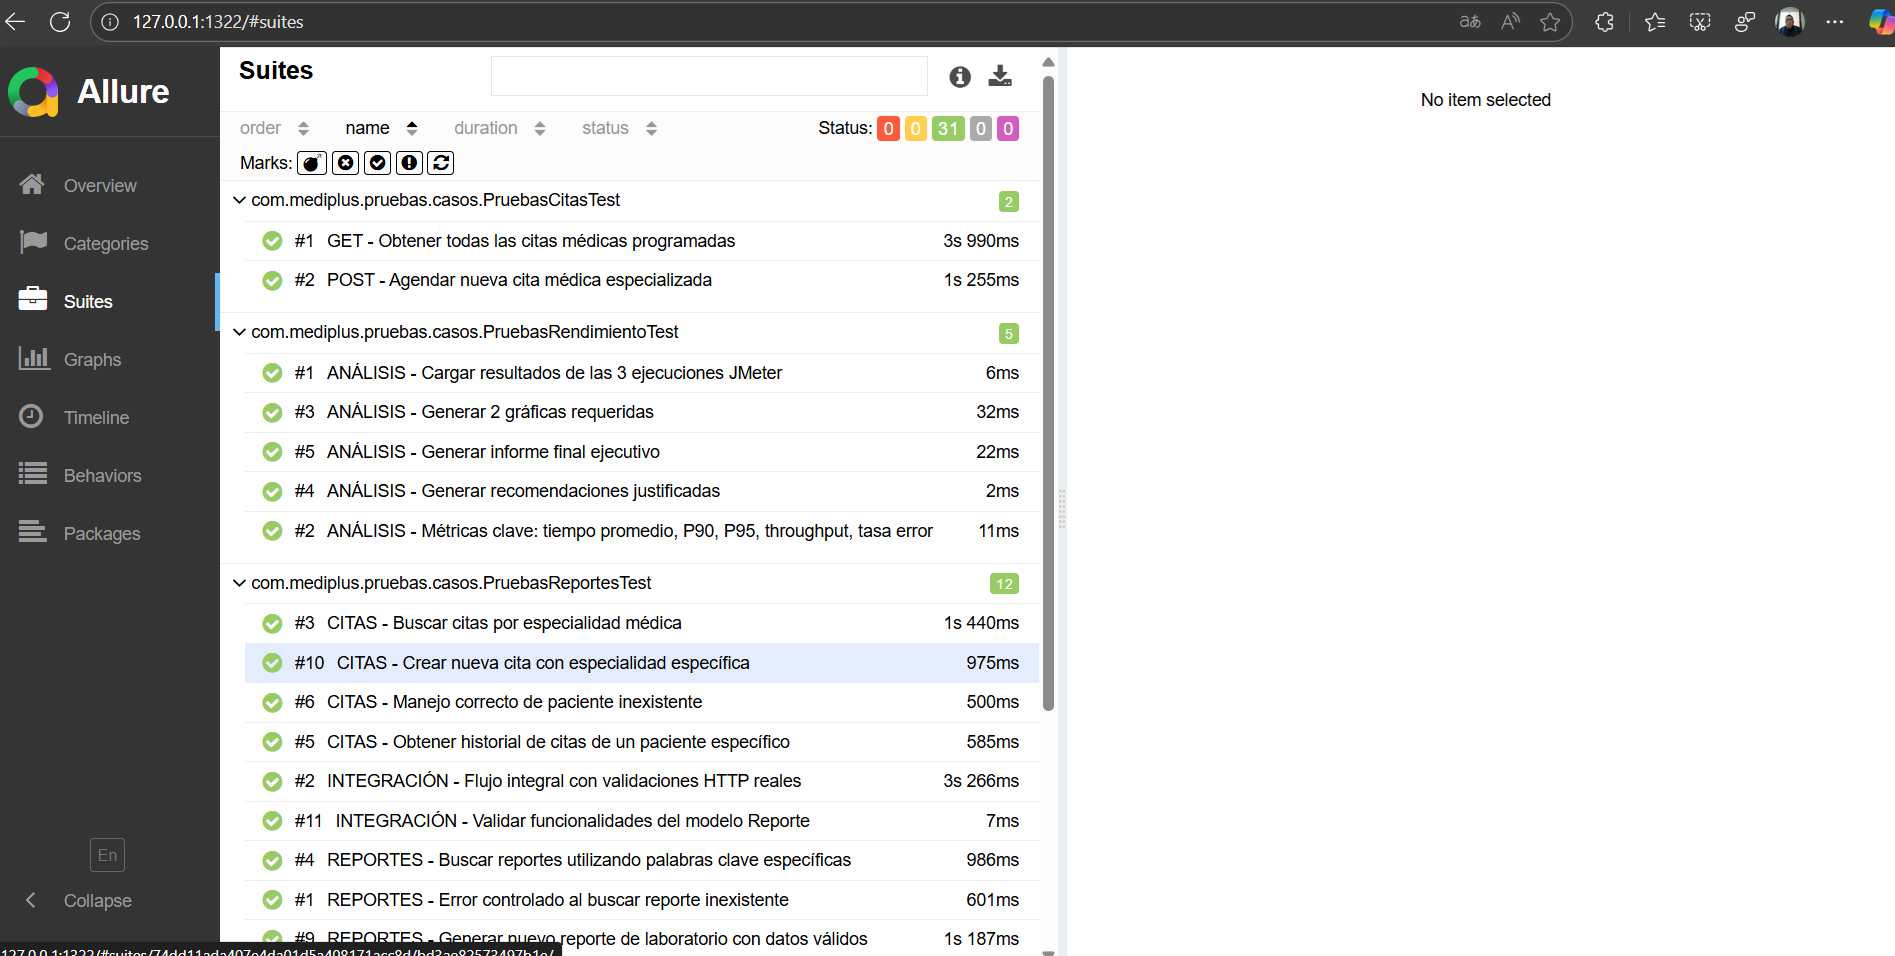 127.0.0.1:1322/#suites
Allure
Overview
Categories
Suites
Graphs
Timeline
Behaviors
Packages
En
Collapse
Suites
order name duration status Status: 0 0 31 0 0
Marks:
com.mediplus.pruebas.casos.PruebasCitasTest 2
#1 GET - Obtener todas las citas médicas programadas 3s 990ms
#2 POST - Agendar nueva cita médica especializada 1s 255ms
com.mediplus.pruebas.casos.PruebasRendimientoTest 5
#1 ANÁLISIS - Cargar resultados de las 3 ejecuciones JMeter 6ms
#3 ANÁLISIS - Generar 2 gráficas requeridas 32ms
#5 ANÁLISIS - Generar informe final ejecutivo 22ms
#4 ANÁLISIS - Generar recomendaciones justificadas 2ms
#2 ANÁLISIS - Métricas clave: tiempo promedio, P90, P95, throughput, tasa error 11ms
com.mediplus.pruebas.casos.PruebasReportesTest 12
#3 CITAS - Buscar citas por especialidad médica 1s 440ms
#10 CITAS - Crear nueva cita con especialidad específica 975ms
#6 CITAS - Manejo correcto de paciente inexistente 500ms
#5 CITAS - Obtener historial de citas de un paciente específico 585ms
#2 INTEGRACIÓN - Flujo integral con validaciones HTTP reales 3s 266ms
#11 INTEGRACIÓN - Validar funcionalidades del modelo Reporte 7ms
#4 REPORTES - Buscar reportes utilizando palabras clave específicas 986ms
#1 REPORTES - Error controlado al buscar reporte inexistente 601ms
#9 REPORTES - Generar nuevo reporte de laboratorio con datos válidos 1s 187ms
No item selected